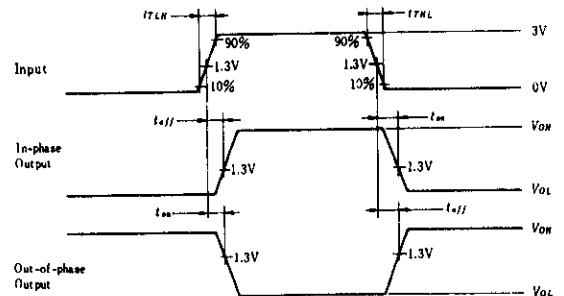 tTLH
tTHL
90%
90%
3V
Input
1.3V
1.3V
10%
10%
0V
toff
ton
VOH
In-phase
Output
1.3V
1.3V
VOL
ton
toff
VOH
1.3V
1.3V
Out-of-phase
Output
VOL